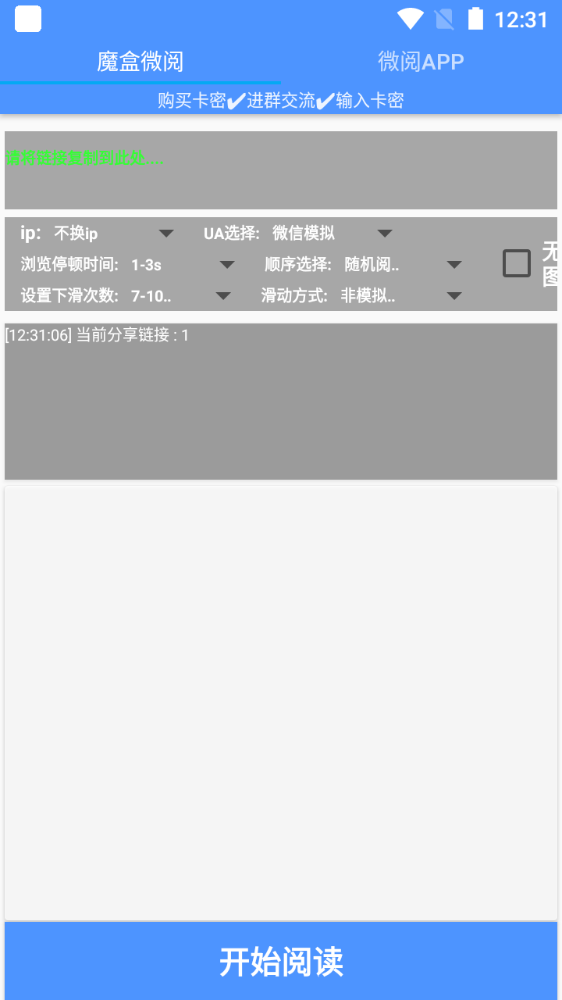 12:31
魔盒微阅 微阅APP
购买卡密✔进群交流✔输入卡密
请将链接复制到此处....
ip: 不换ip UA选择: 微信模拟
浏览停顿时间: 1-3s 顺序选择: 随机阅..
无图
设置下滑次数: 7-10.. 滑动方式: 非模拟..
[12:31:06] 当前分享链接 : 1
开始阅读